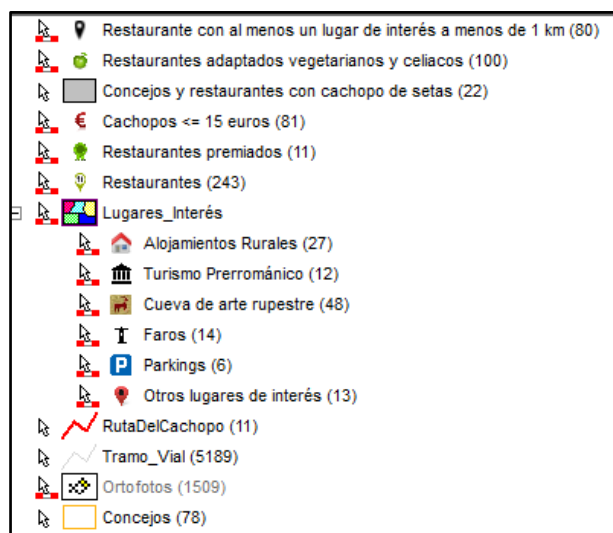 Restaurante con al menos un lugar de interés a menos de 1 km (80)
Restaurantes adaptados vegetarianos y celiacos (100)
Concejos y restaurantes con cachopo de setas (22)
Cachopos <= 15 euros (81)
Restaurantes premiados (11)
Restaurantes (243)
Lugares_Interés
Alojamientos Rurales (27)
Turismo Prerrománico (12)
Cueva de arte rupestre (48)
Faros (14)
P Parkings (6)
Otros lugares de interés (13)
RutaDelCachopo (11)
Tramo_Vial (5189)
Ortofotos (1509)
Concejos (78)